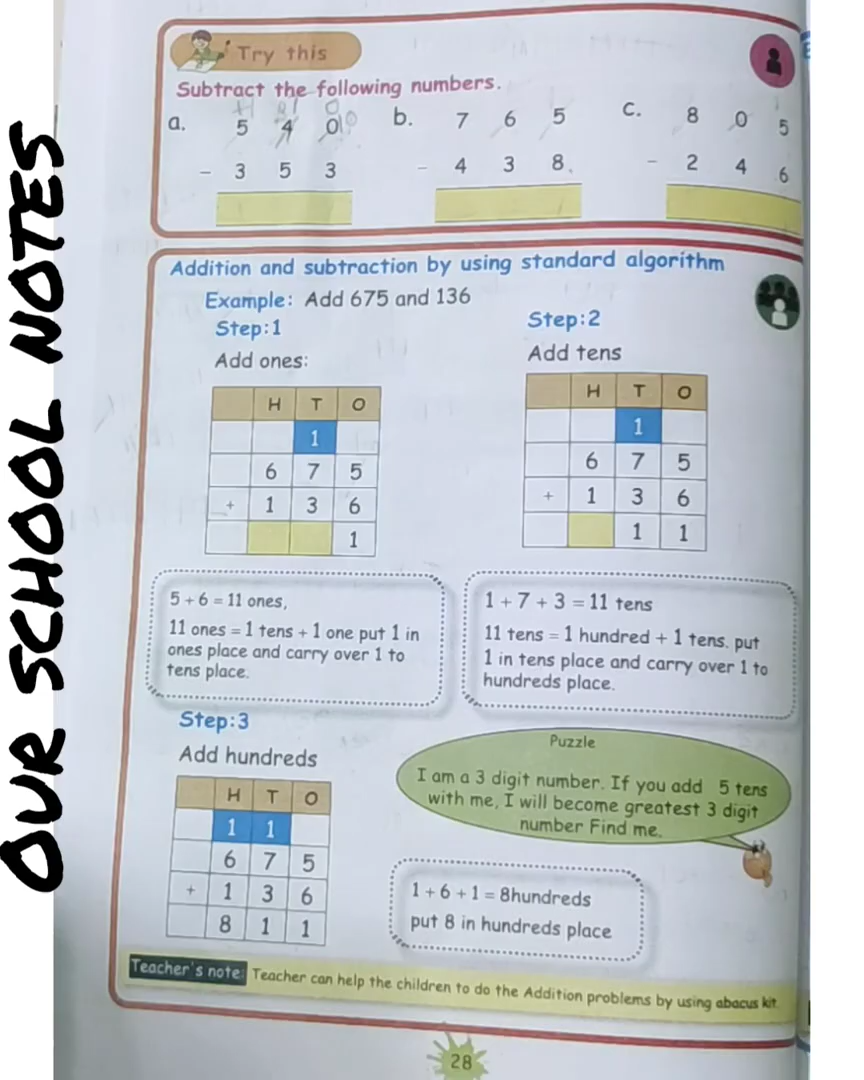 OUR SCHOOL NOTES
Try this
Subtract the following numbers.
a. 5 4 0
- 3 5 3
b. 7 6 5
- 4 3 8
c. 8 0 5
- 2 4 6
Addition and subtraction by using standard algorithm
Example: Add 675 and 136
Step:1
Add ones:
H T O
1
6 7 5
+ 1 3 6
1
5 + 6 = 11 ones,
11 ones = 1 tens + 1 one put 1 in
ones place and carry over 1 to
tens place.
Step:2
Add tens
H T O
1
6 7 5
+ 1 3 6
1 1
1 + 7 + 3 = 11 tens
11 tens = 1 hundred + 1 tens. put
1 in tens place and carry over 1 to
hundreds place.
Step:3
Add hundreds
H T O
1 1
6 7 5
+ 1 3 6
8 1 1
Puzzle
I am a 3 digit number. If you add 5 tens
with me, I will become greatest 3 digit
number Find me.
1 + 6 + 1 = 8hundreds
put 8 in hundreds place
Teacher's note: Teacher can help the children to do the Addition problems by using abacus kit.
28